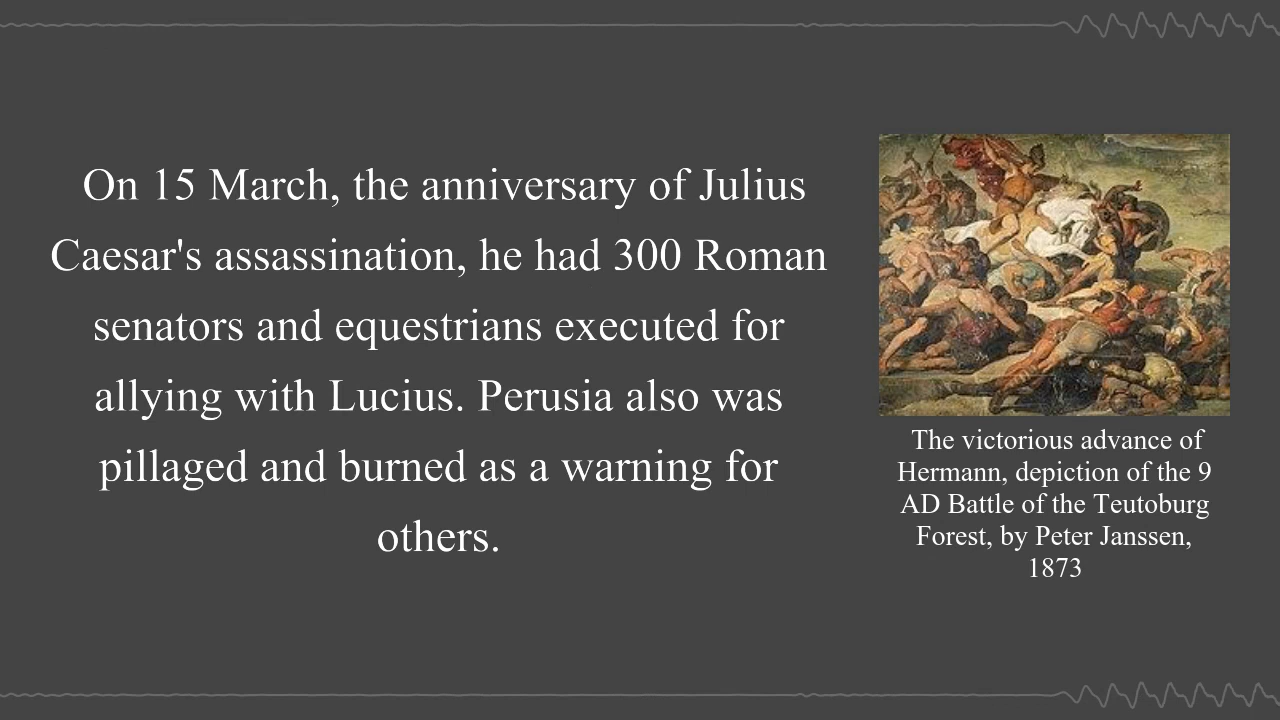 On 15 March, the anniversary of Julius
Caesar's assassination, he had 300 Roman
senators and equestrians executed for
allying with Lucius. Perusia also was
pillaged and burned as a warning for
others.
The victorious advance of
Hermann, depiction of the 9
AD Battle of the Teutoburg
Forest, by Peter Janssen,
1873